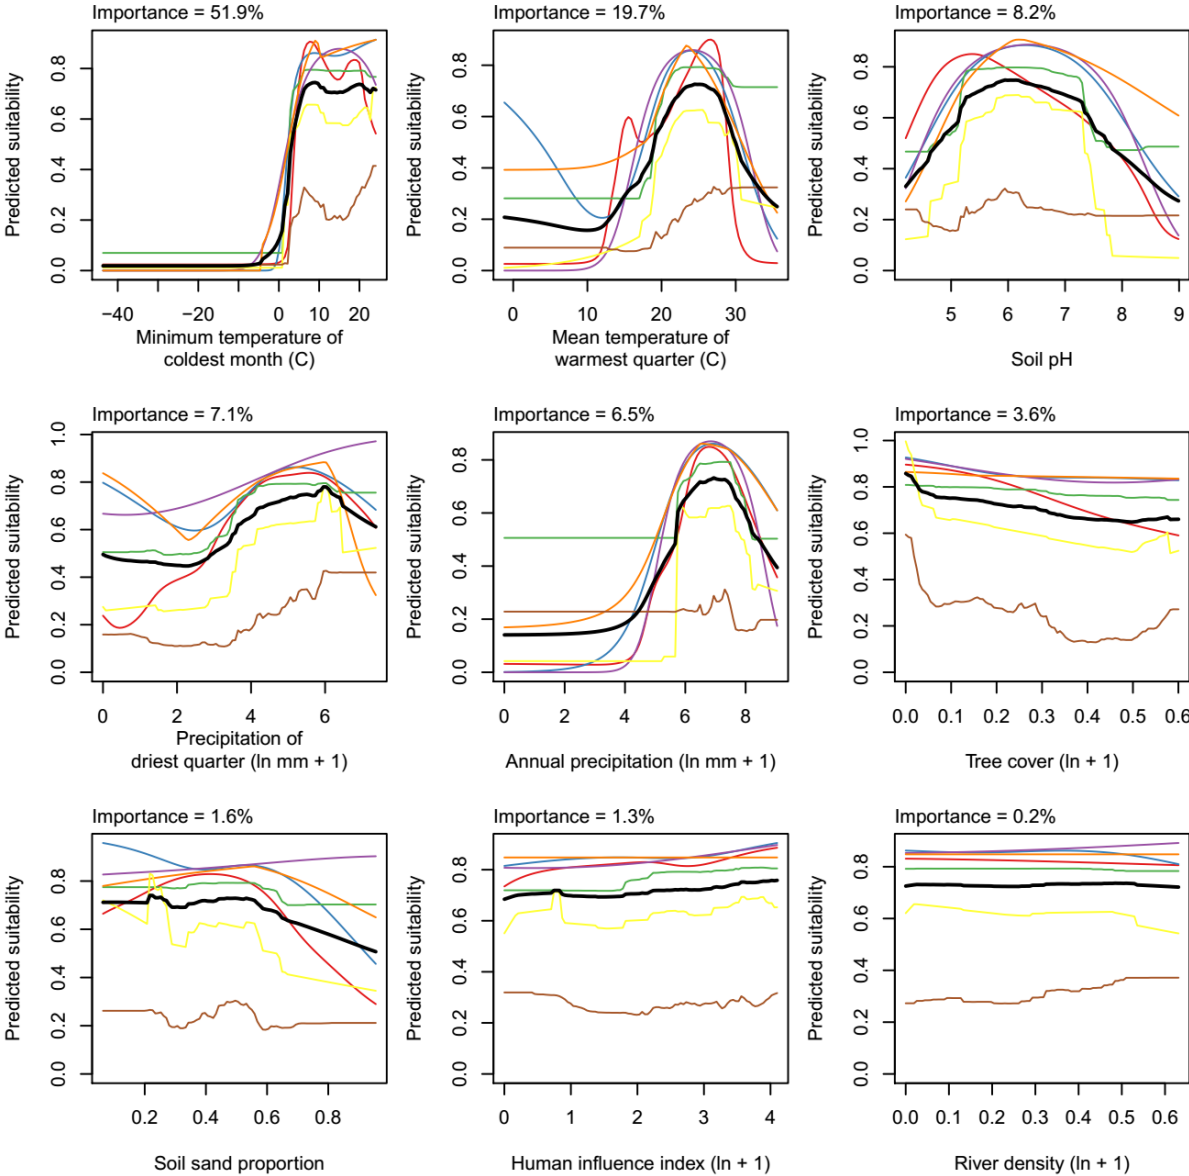 Importance = 51.9%
Predicted suitability
0.0 0.2 0.4 0.6 0.8
−40 −20 0 10 20
Minimum temperature of
coldest month (C)
Importance = 19.7%
Predicted suitability
0.0 0.2 0.4 0.6 0.8
0 10 20 30
Mean temperature of
warmest quarter (C)
Importance = 8.2%
Predicted suitability
0.0 0.2 0.4 0.6 0.8
5 6 7 8 9
Soil pH
Importance = 7.1%
Predicted suitability
0.0 0.2 0.4 0.6 0.8 1.0
0 2 4 6
Precipitation of
driest quarter (ln mm + 1)
Importance = 6.5%
Predicted suitability
0.0 0.2 0.4 0.6 0.8
0 2 4 6 8
Annual precipitation (ln mm + 1)
Importance = 3.6%
Predicted suitability
0.0 0.2 0.4 0.6 0.8 1.0
0.0 0.1 0.2 0.3 0.4 0.5 0.6
Tree cover (ln + 1)
Importance = 1.6%
Predicted suitability
0.0 0.2 0.4 0.6 0.8
0.2 0.4 0.6 0.8
Soil sand proportion
Importance = 1.3%
Predicted suitability
0.0 0.2 0.4 0.6 0.8
0 1 2 3 4
Human influence index (ln + 1)
Importance = 0.2%
Predicted suitability
0.0 0.2 0.4 0.6 0.8
0.0 0.1 0.2 0.3 0.4 0.5 0.6
River density (ln + 1)